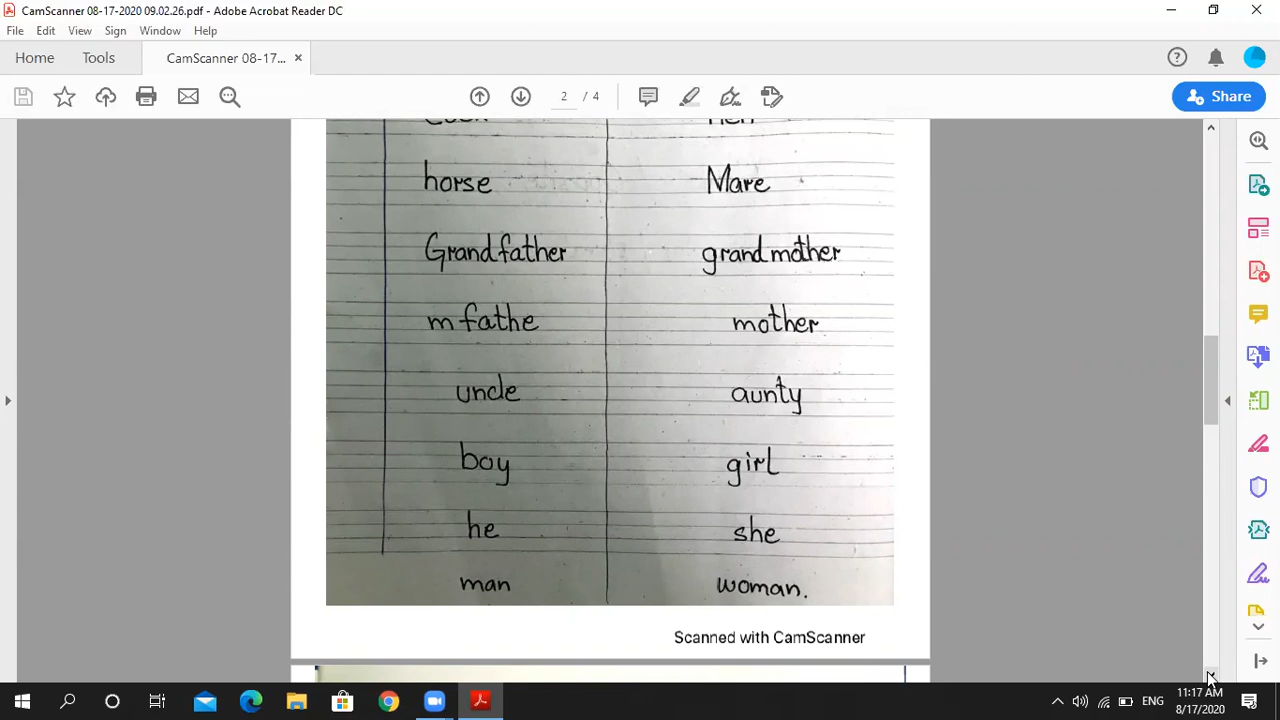 CamScanner 08-17-2020 09.02.26.pdf - Adobe Acrobat Reader DC
File Edit View Sign Window Help
Home Tools CamScanner 08-17... ×
2 / 4
Share
horse Mare
Grandfather grandmother
m fathe mother
uncle aunty
boy girl
he she
man woman.
Scanned with CamScanner
ENG
11:17 AM
8/17/2020